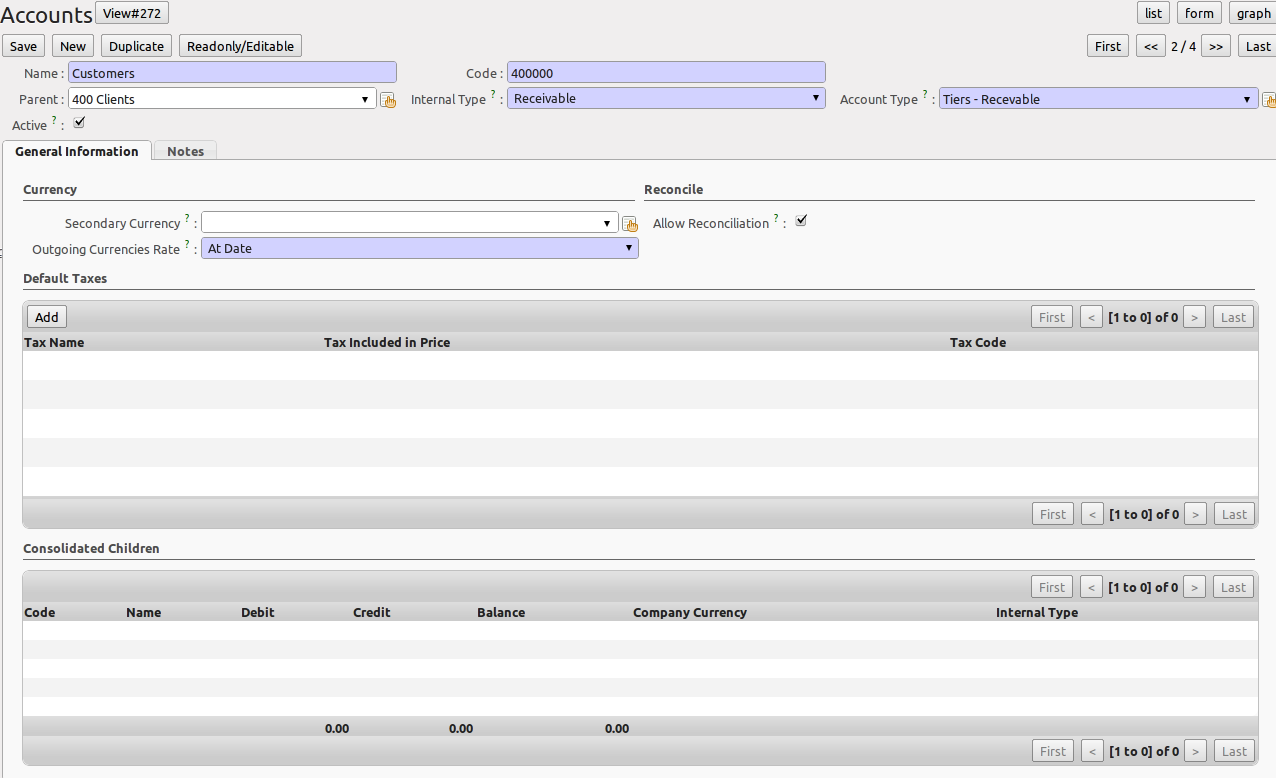 Accounts View#272 list form graph
Save New Duplicate Readonly/Editable First << 2 / 4 >> Last
Name : Customers Code : 400000
Parent : 400 Clients Internal Type ? : Receivable Account Type ? : Tiers - Recevable
Active ? :
General Information Notes
Currency Reconcile
Secondary Currency ? : Allow Reconciliation ? :
Outgoing Currencies Rate ? : At Date
Default Taxes
Add First < [1 to 0] of 0 > Last
Tax Name Tax Included in Price Tax Code
First < [1 to 0] of 0 > Last
Consolidated Children
First < [1 to 0] of 0 > Last
Code Name Debit Credit Balance Company Currency Internal Type
0.00 0.00 0.00
First < [1 to 0] of 0 > Last